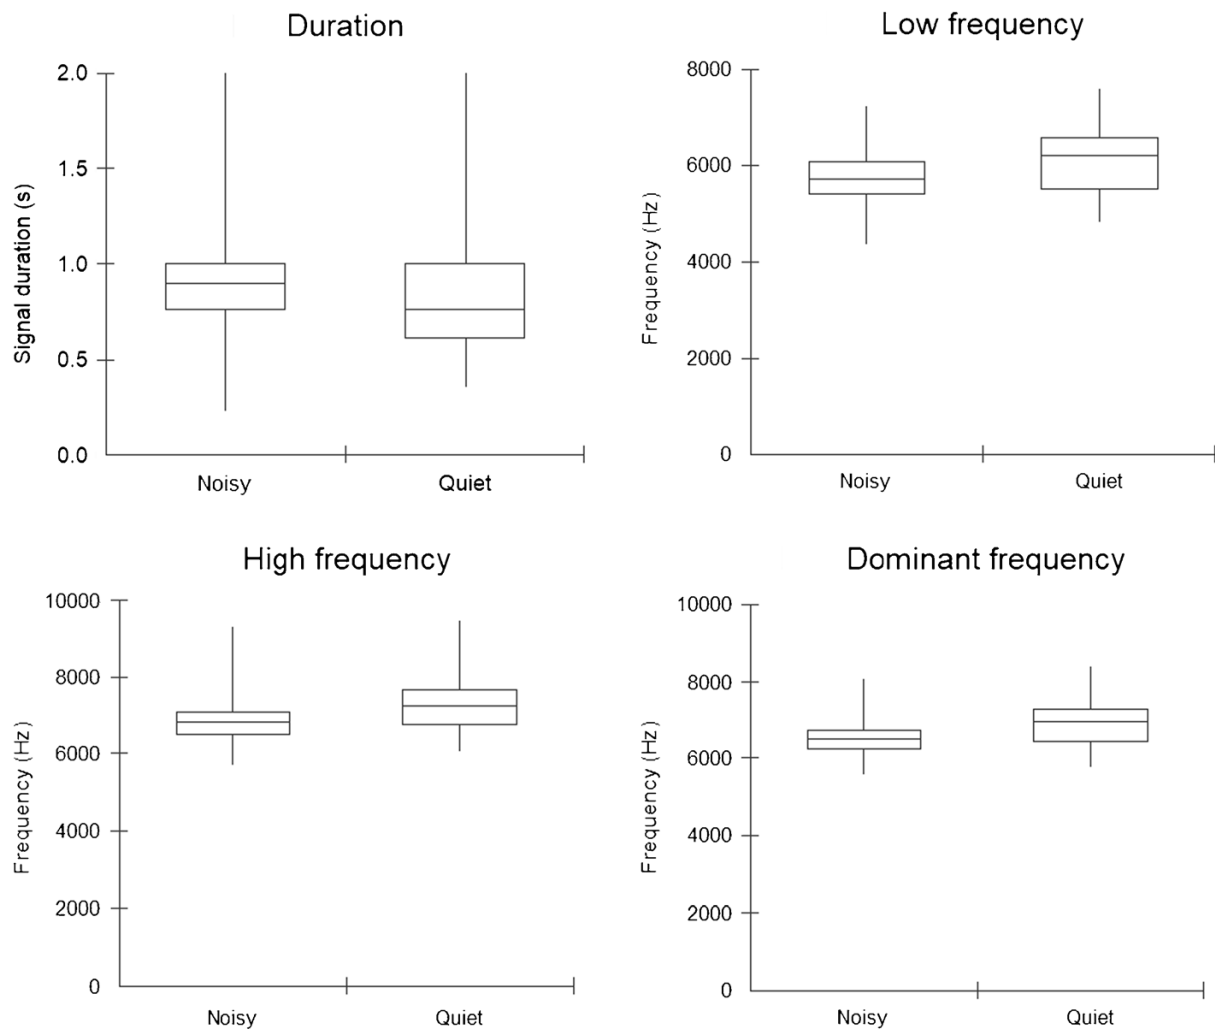 Duration
2.0
1.5
1.0
0.5
0.0
Signal duration (s)
Noisy
Quiet
Low frequency
8000
6000
4000
2000
0
Frequency (Hz)
Noisy
Quiet
High frequency
10000
8000
6000
4000
2000
0
Frequency (Hz)
Noisy
Quiet
Dominant frequency
10000
8000
6000
4000
2000
0
Frequency (Hz)
Noisy
Quiet